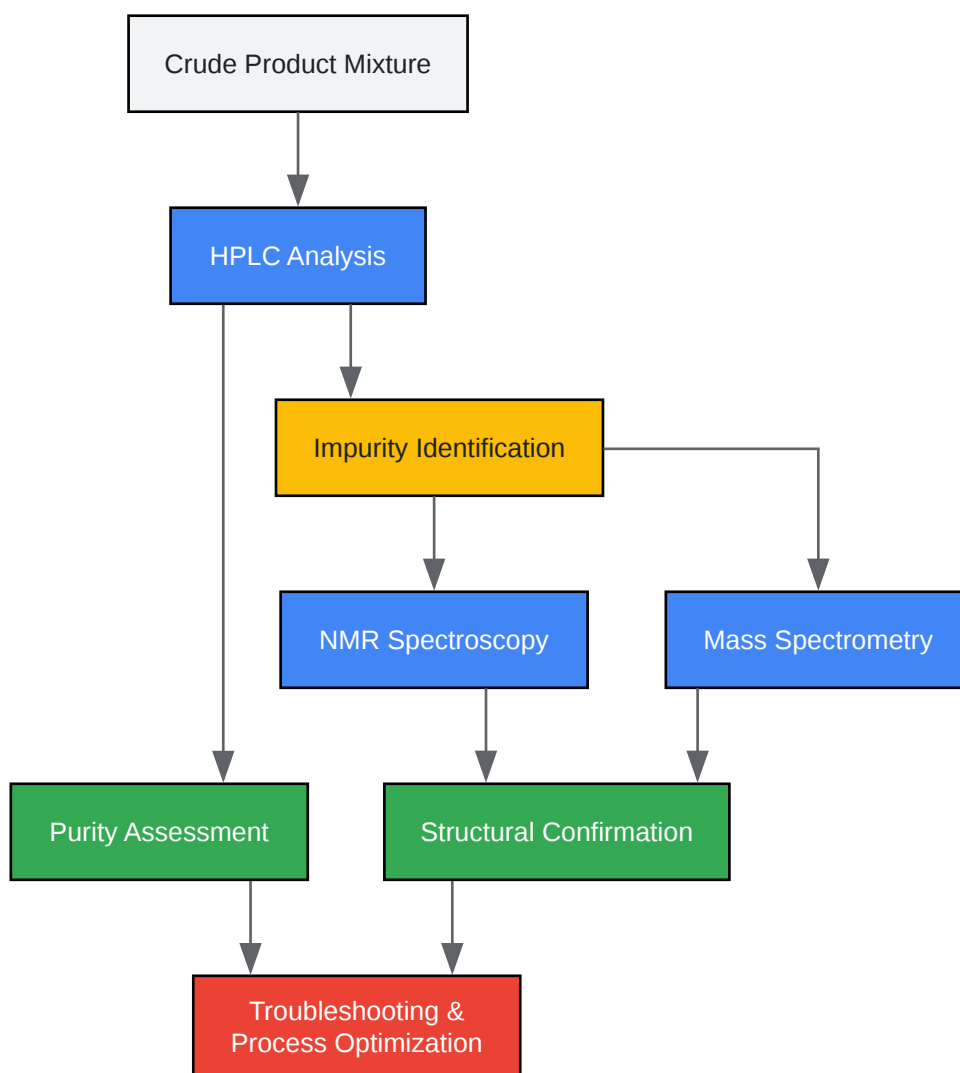 Crude Product Mixture
HPLC Analysis
Impurity Identification
NMR Spectroscopy
Mass Spectrometry
Purity Assessment
Structural Confirmation
Troubleshooting &
Process Optimization